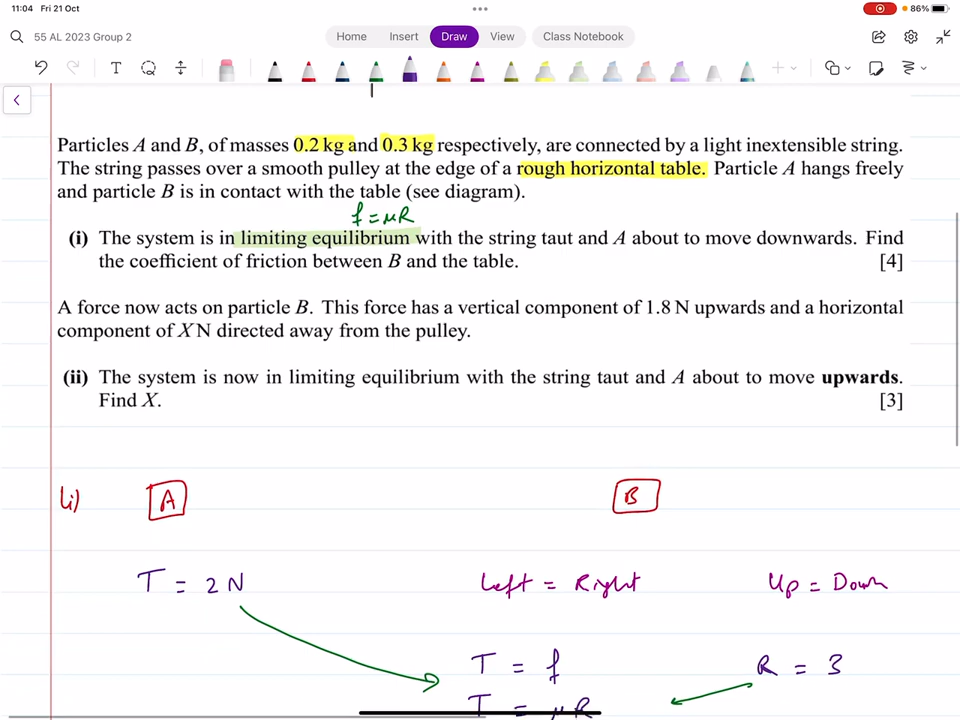 11:04 Fri 21 Oct
86%
55 AL 2023 Group 2
Home Insert Draw View Class Notebook
Particles A and B, of masses 0.2 kg and 0.3 kg respectively, are connected by a light inextensible string.
The string passes over a smooth pulley at the edge of a rough horizontal table. Particle A hangs freely
and particle B is in contact with the table (see diagram).
f = μR
(i) The system is in limiting equilibrium with the string taut and A about to move downwards. Find
the coefficient of friction between B and the table. [4]
A force now acts on particle B. This force has a vertical component of 1.8 N upwards and a horizontal
component of X N directed away from the pulley.
(ii) The system is now in limiting equilibrium with the string taut and A about to move upwards.
Find X. [3]
(i) A B
T = 2 N Left = Right Up = Down
T = f R = 3
T = μR